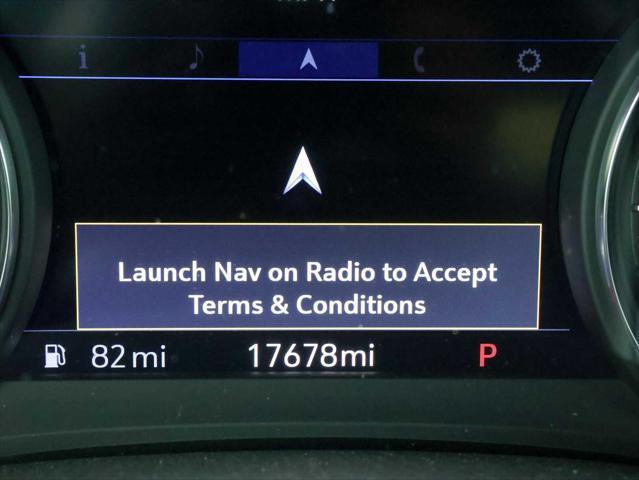 Launch Nav on Radio to Accept
Terms & Conditions
82 mi 17678mi P